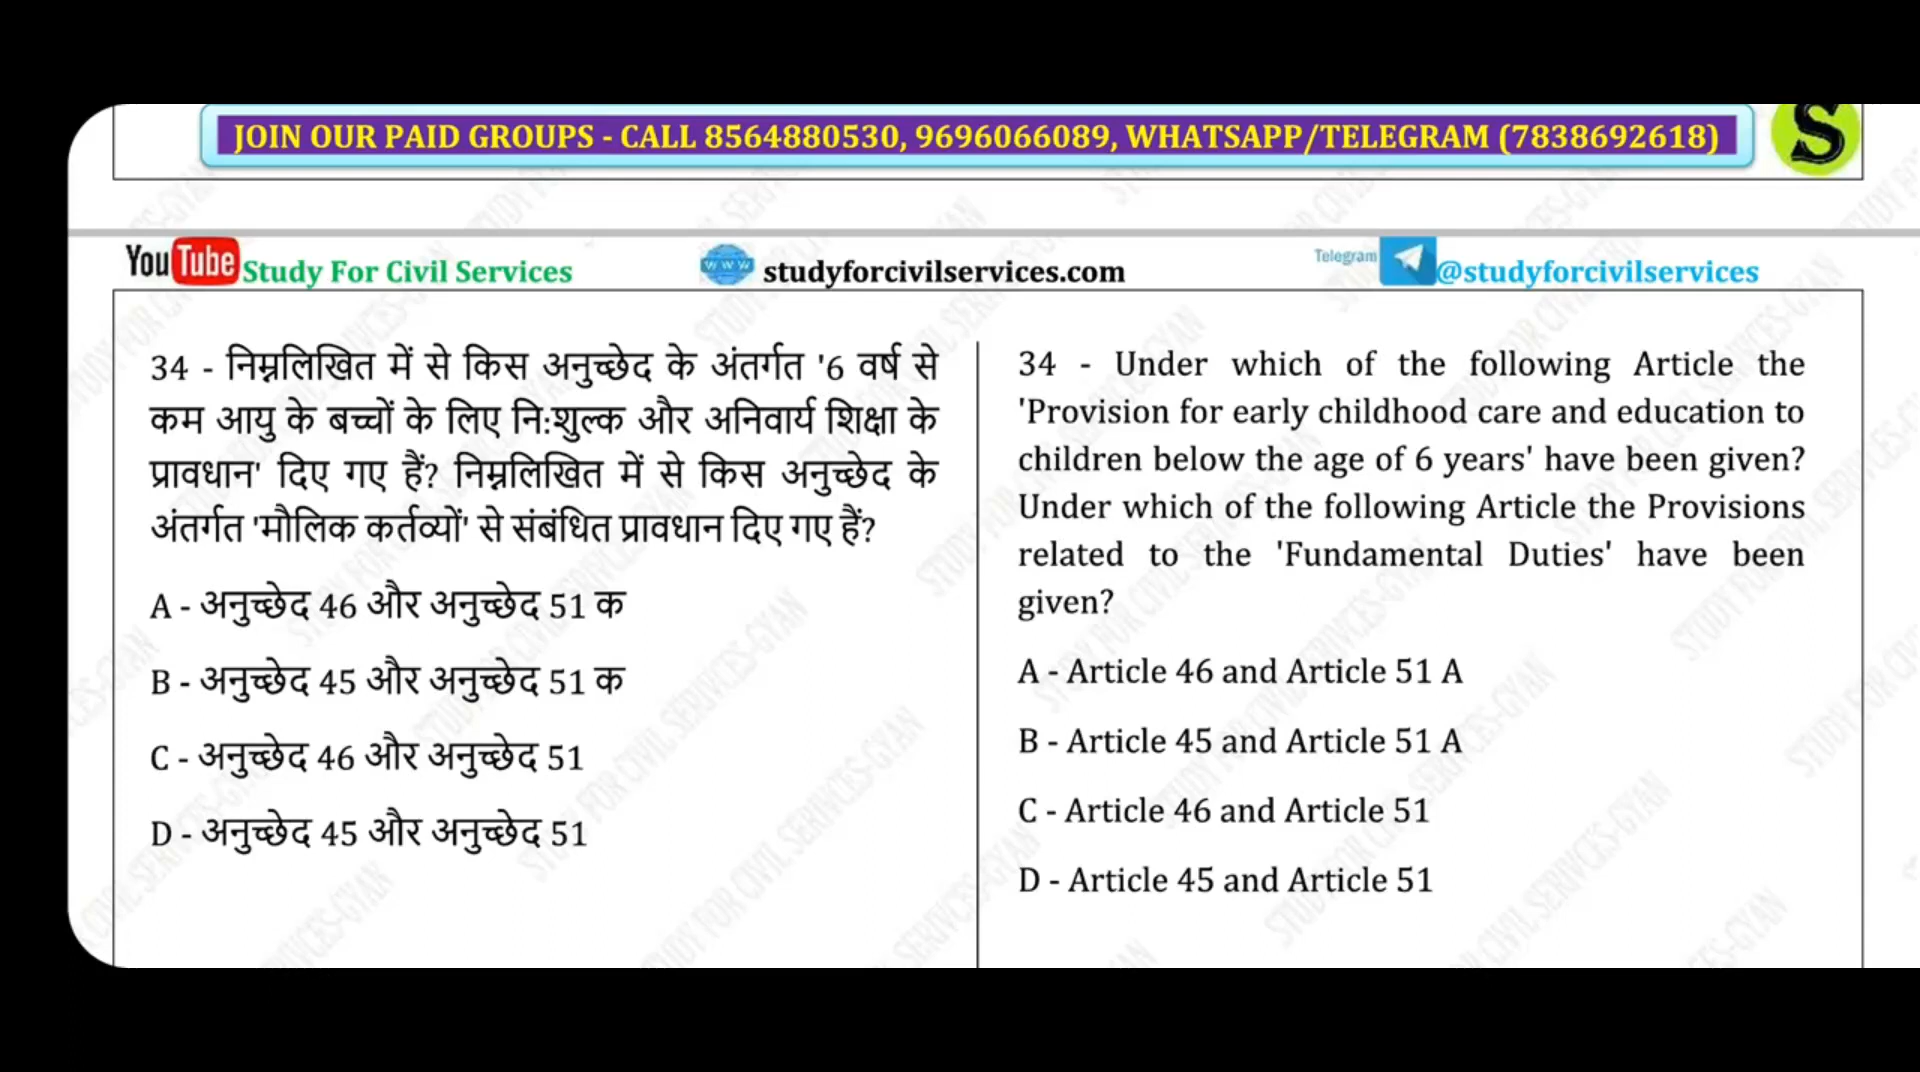 JOIN OUR PAID GROUPS - CALL 8564880530, 9696066089, WHATSAPP/TELEGRAM (7838692618)
S
YouTube Study For Civil Services
WWW studyforcivilservices.com
Telegram @studyforcivilservices
34 - निम्नलिखित में से किस अनुच्छेद के अंतर्गत '6 वर्ष से
कम आयु के बच्चों के लिए नि:शुल्क और अनिवार्य शिक्षा के
प्रावधान' दिए गए हैं? निम्नलिखित में से किस अनुच्छेद के
अंतर्गत 'मौलिक कर्तव्यों' से संबंधित प्रावधान दिए गए हैं?
A - अनुच्छेद 46 और अनुच्छेद 51 क
B - अनुच्छेद 45 और अनुच्छेद 51 क
C - अनुच्छेद 46 और अनुच्छेद 51
D - अनुच्छेद 45 और अनुच्छेद 51
34 - Under which of the following Article the
'Provision for early childhood care and education to
children below the age of 6 years' have been given?
Under which of the following Article the Provisions
related to the 'Fundamental Duties' have been
given?
A - Article 46 and Article 51 A
B - Article 45 and Article 51 A
C - Article 46 and Article 51
D - Article 45 and Article 51
STUDY FOR CIVIL SERIVCES-GYAN